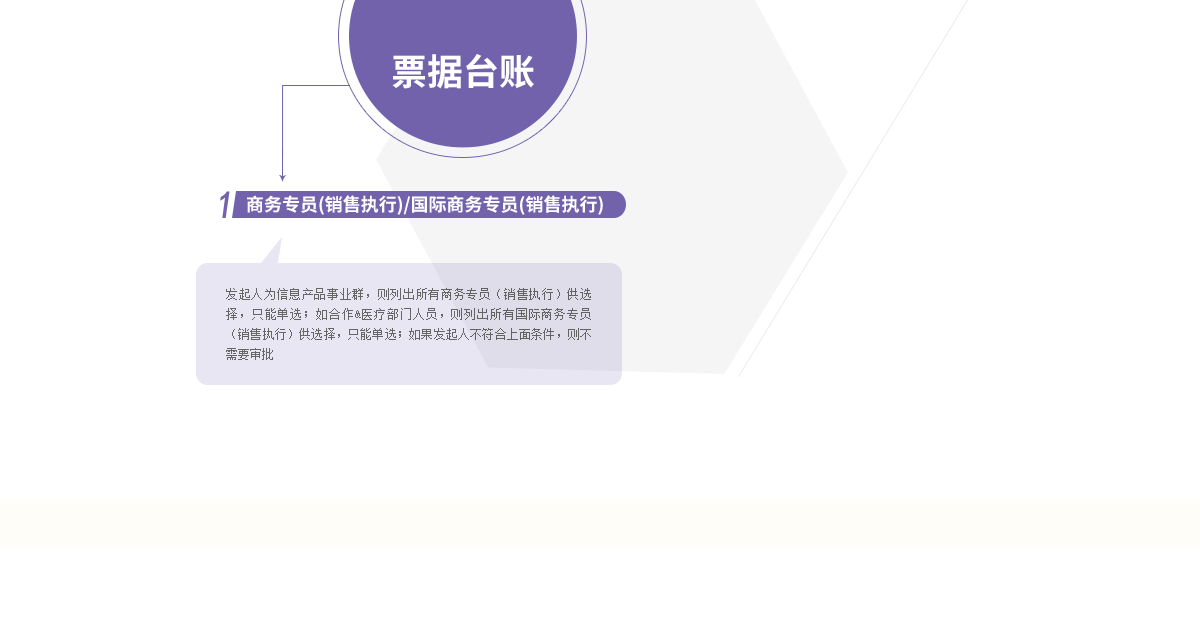 票据台账
1 商务专员(销售执行)/国际商务专员(销售执行)
发起人为信息产品事业群，则列出所有商务专员（销售执行）供选
择，只能单选；如合作&医疗部门人员，则列出所有国际商务专员
（销售执行）供选择，只能单选；如果发起人不符合上面条件，则不
需要审批